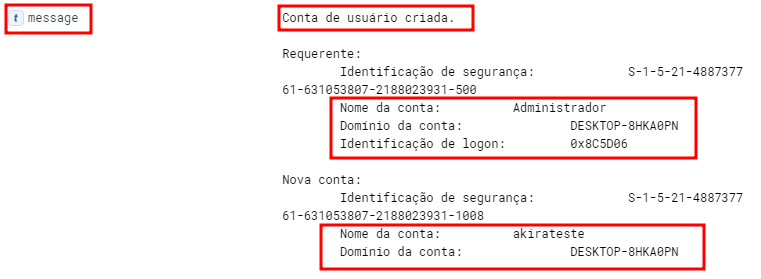 t message
Conta de usuário criada.
Requerente:
Identificação de segurança: S-1-5-21-4887377
61-631053807-2188023931-500
Nome da conta: Administrador
Domínio da conta: DESKTOP-8HKA0PN
Identificação de logon: 0x8C5D06
Nova conta:
Identificação de segurança: S-1-5-21-4887377
61-631053807-2188023931-1008
Nome da conta: akirateste
Domínio da conta: DESKTOP-8HKA0PN